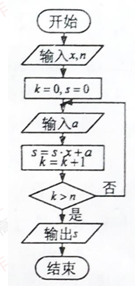 开始
输入x,n
k=0,s=0
输入a
s=s·x+a
k=k+1
k>n
否
是
输出s
结束